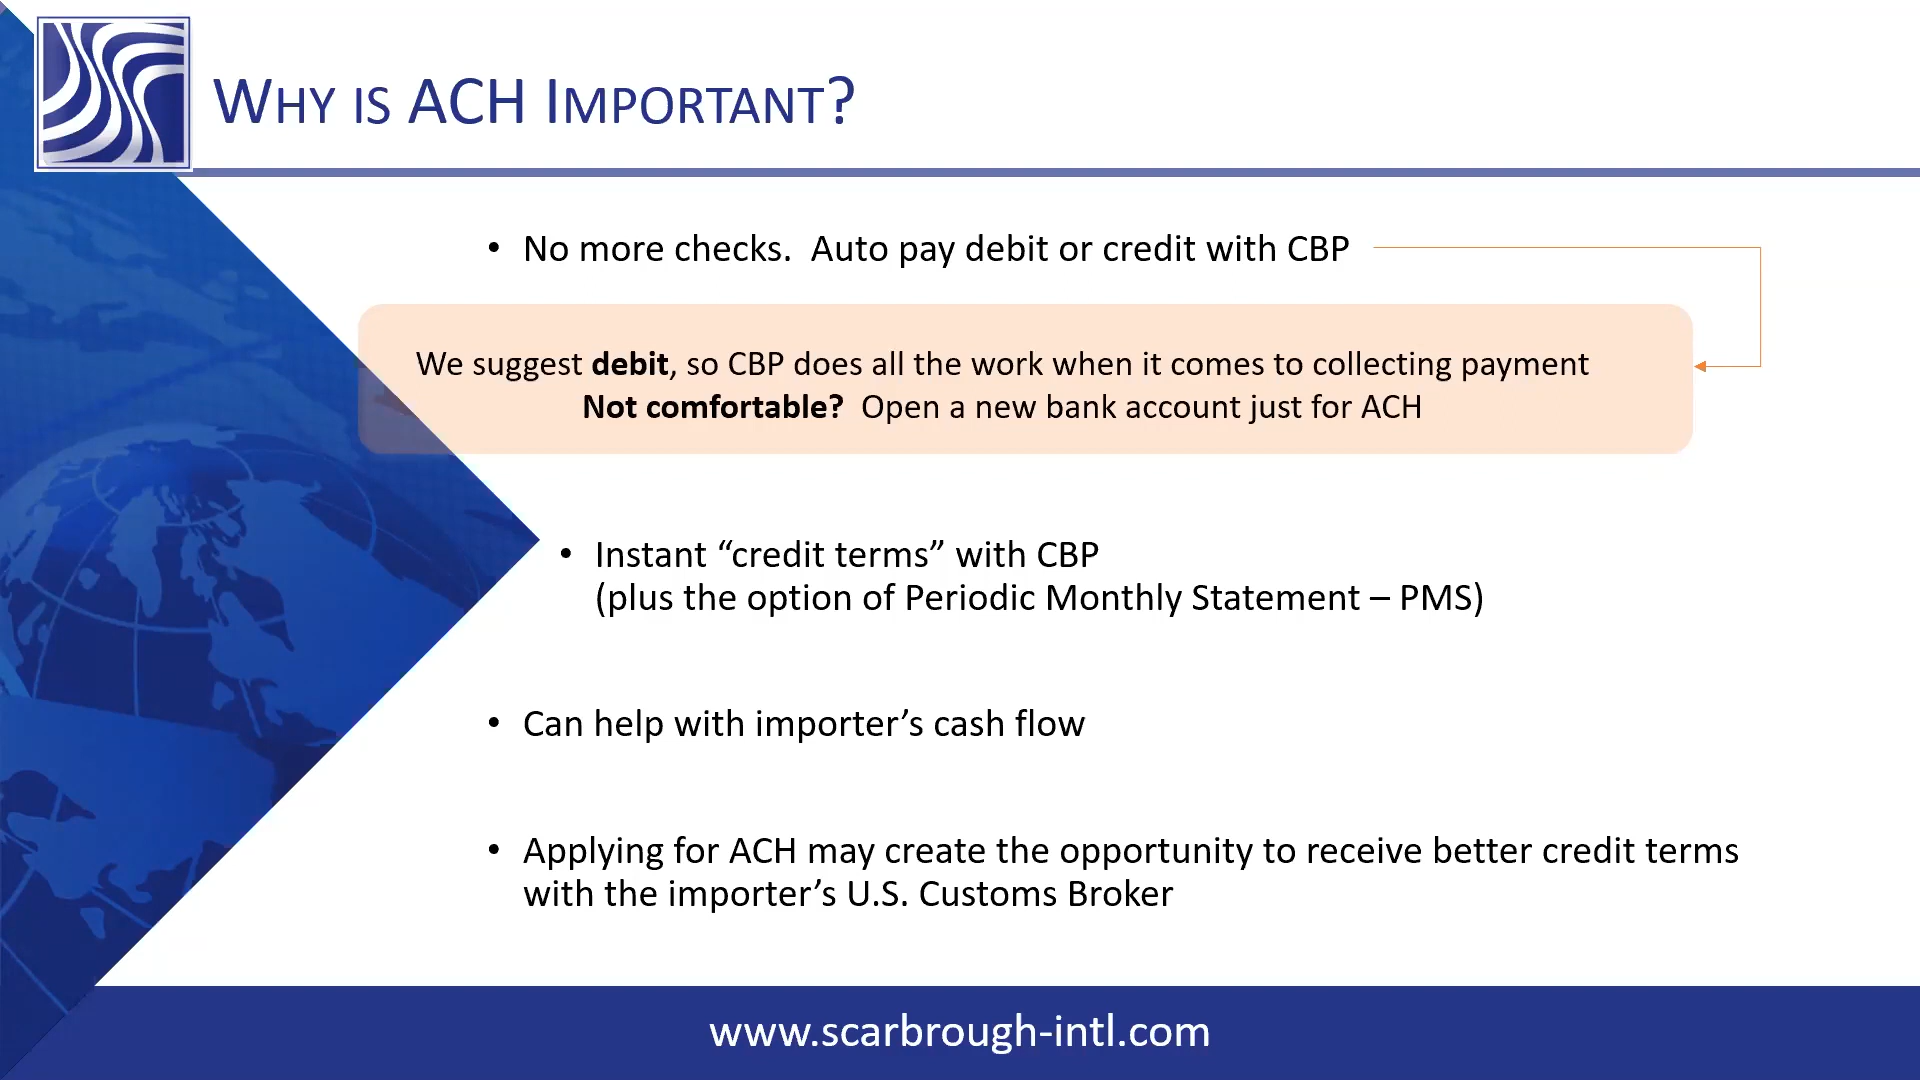 WHY IS ACH IMPORTANT?
• No more checks.  Auto pay debit or credit with CBP
We suggest debit, so CBP does all the work when it comes to collecting payment
Not comfortable?  Open a new bank account just for ACH
• Instant “credit terms” with CBP
(plus the option of Periodic Monthly Statement – PMS)
• Can help with importer’s cash flow
• Applying for ACH may create the opportunity to receive better credit terms
with the importer’s U.S. Customs Broker
www.scarbrough-intl.com